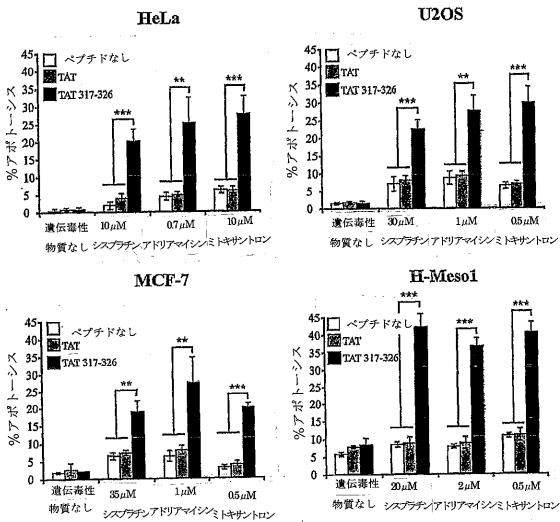 HeLa
%アポトーシス
45
40
35
30
25
20
15
10
5
0
ペプチドなし
TAT
TAT 317-326
***
**
***
遺伝毒性
物質なし
10μM
シスプラチン
0.7μM
アドリアマイシン
10μM
ミトキサントロン
U2OS
%アポトーシス
45
40
35
30
25
20
15
10
5
0
ペプチドなし
TAT
TAT 317-326
***
**
***
遺伝毒性
物質なし
30μM
シスプラチン
1μM
アドリアマイシン
0.5μM
ミトキサントロン
MCF-7
%アポトーシス
45
40
35
30
25
20
15
10
5
0
ペプチドなし
TAT
TAT 317-326
**
**
***
遺伝毒性
物質なし
35μM
シスプラチン
1μM
アドリアマイシン
0.5μM
ミトキサントロン
H-Meso1
%アポトーシス
45
40
35
30
25
20
15
10
5
0
ペプチドなし
TAT
TAT 317-326
***
***
***
遺伝毒性
物質なし
20μM
シスプラチン
2μM
アドリアマイシン
0.5μM
ミトキサントロン